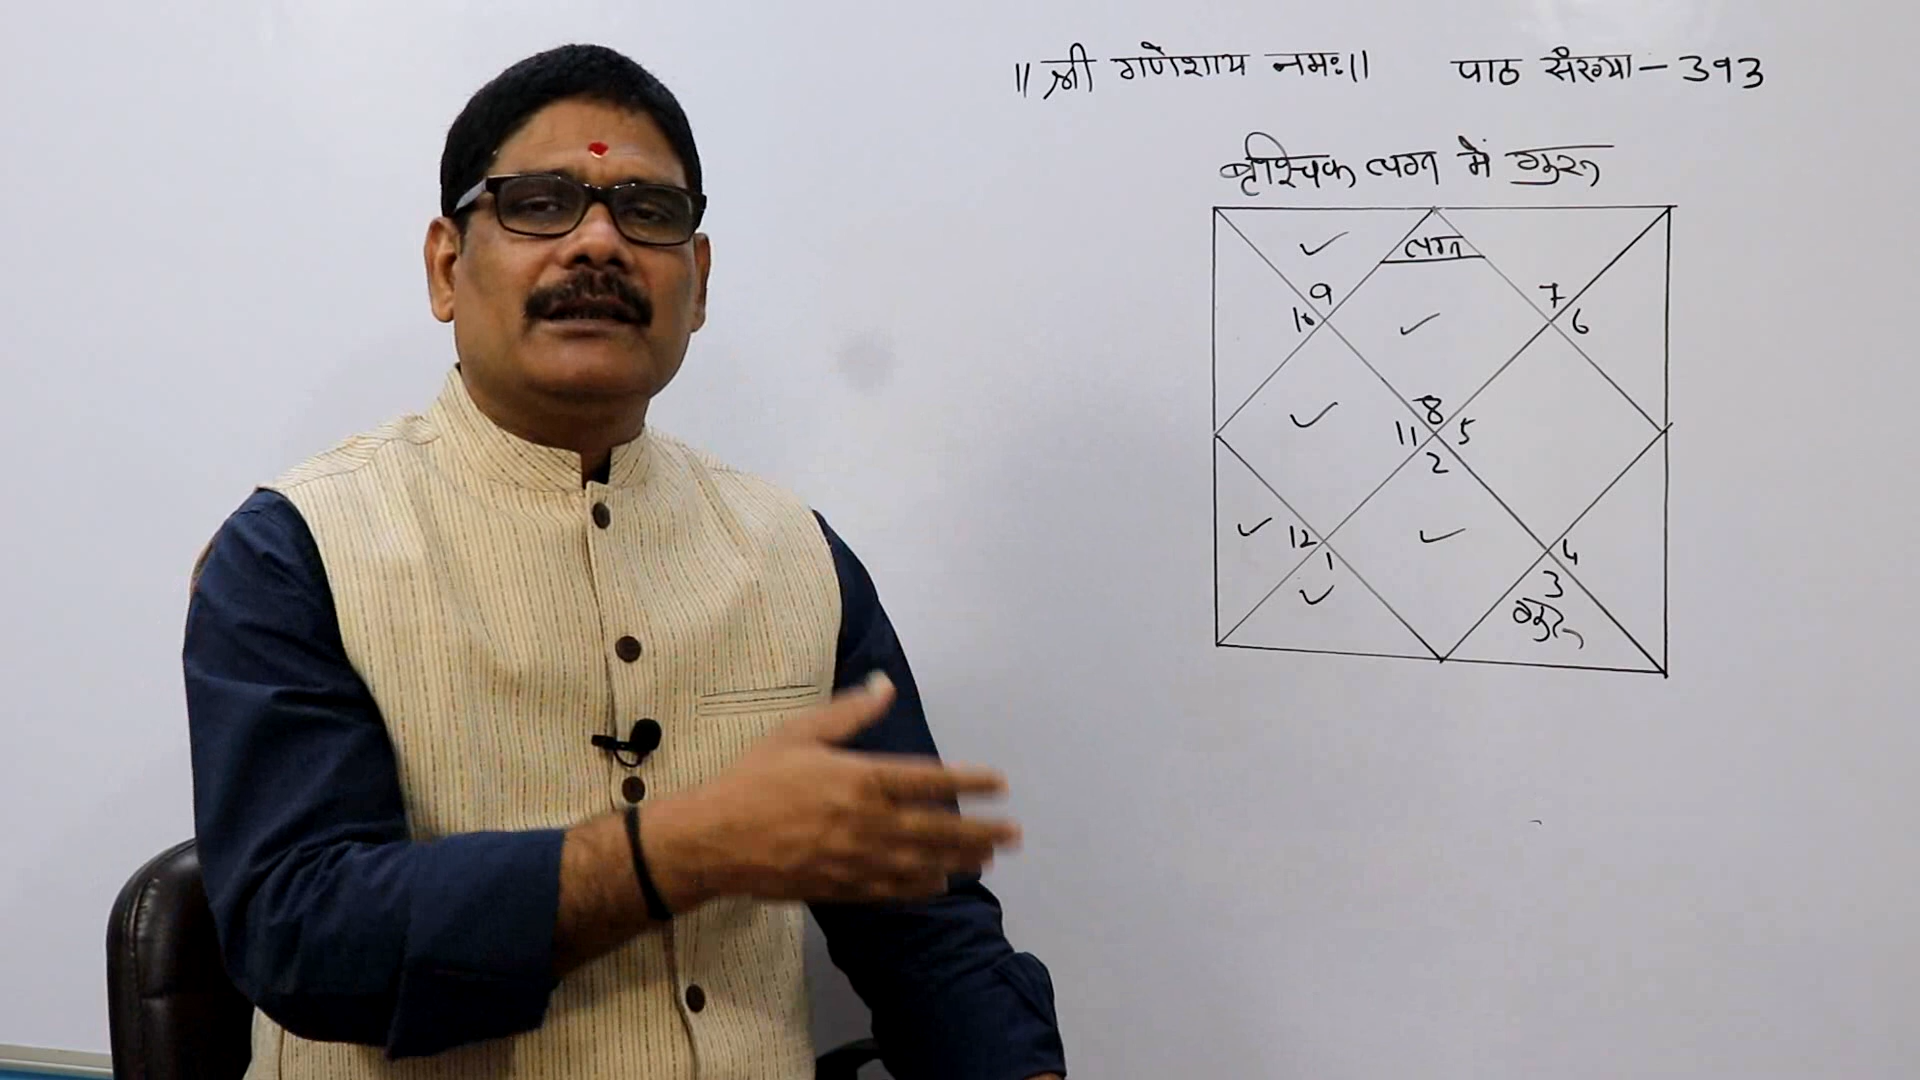 ॥ श्री गणेशाय नमः॥ पाठ संख्या - 393
वृश्चिक लग्न में गुरु
लग्न
9 7
10 6
8
11 5
2
12 4
1 3
गुरु